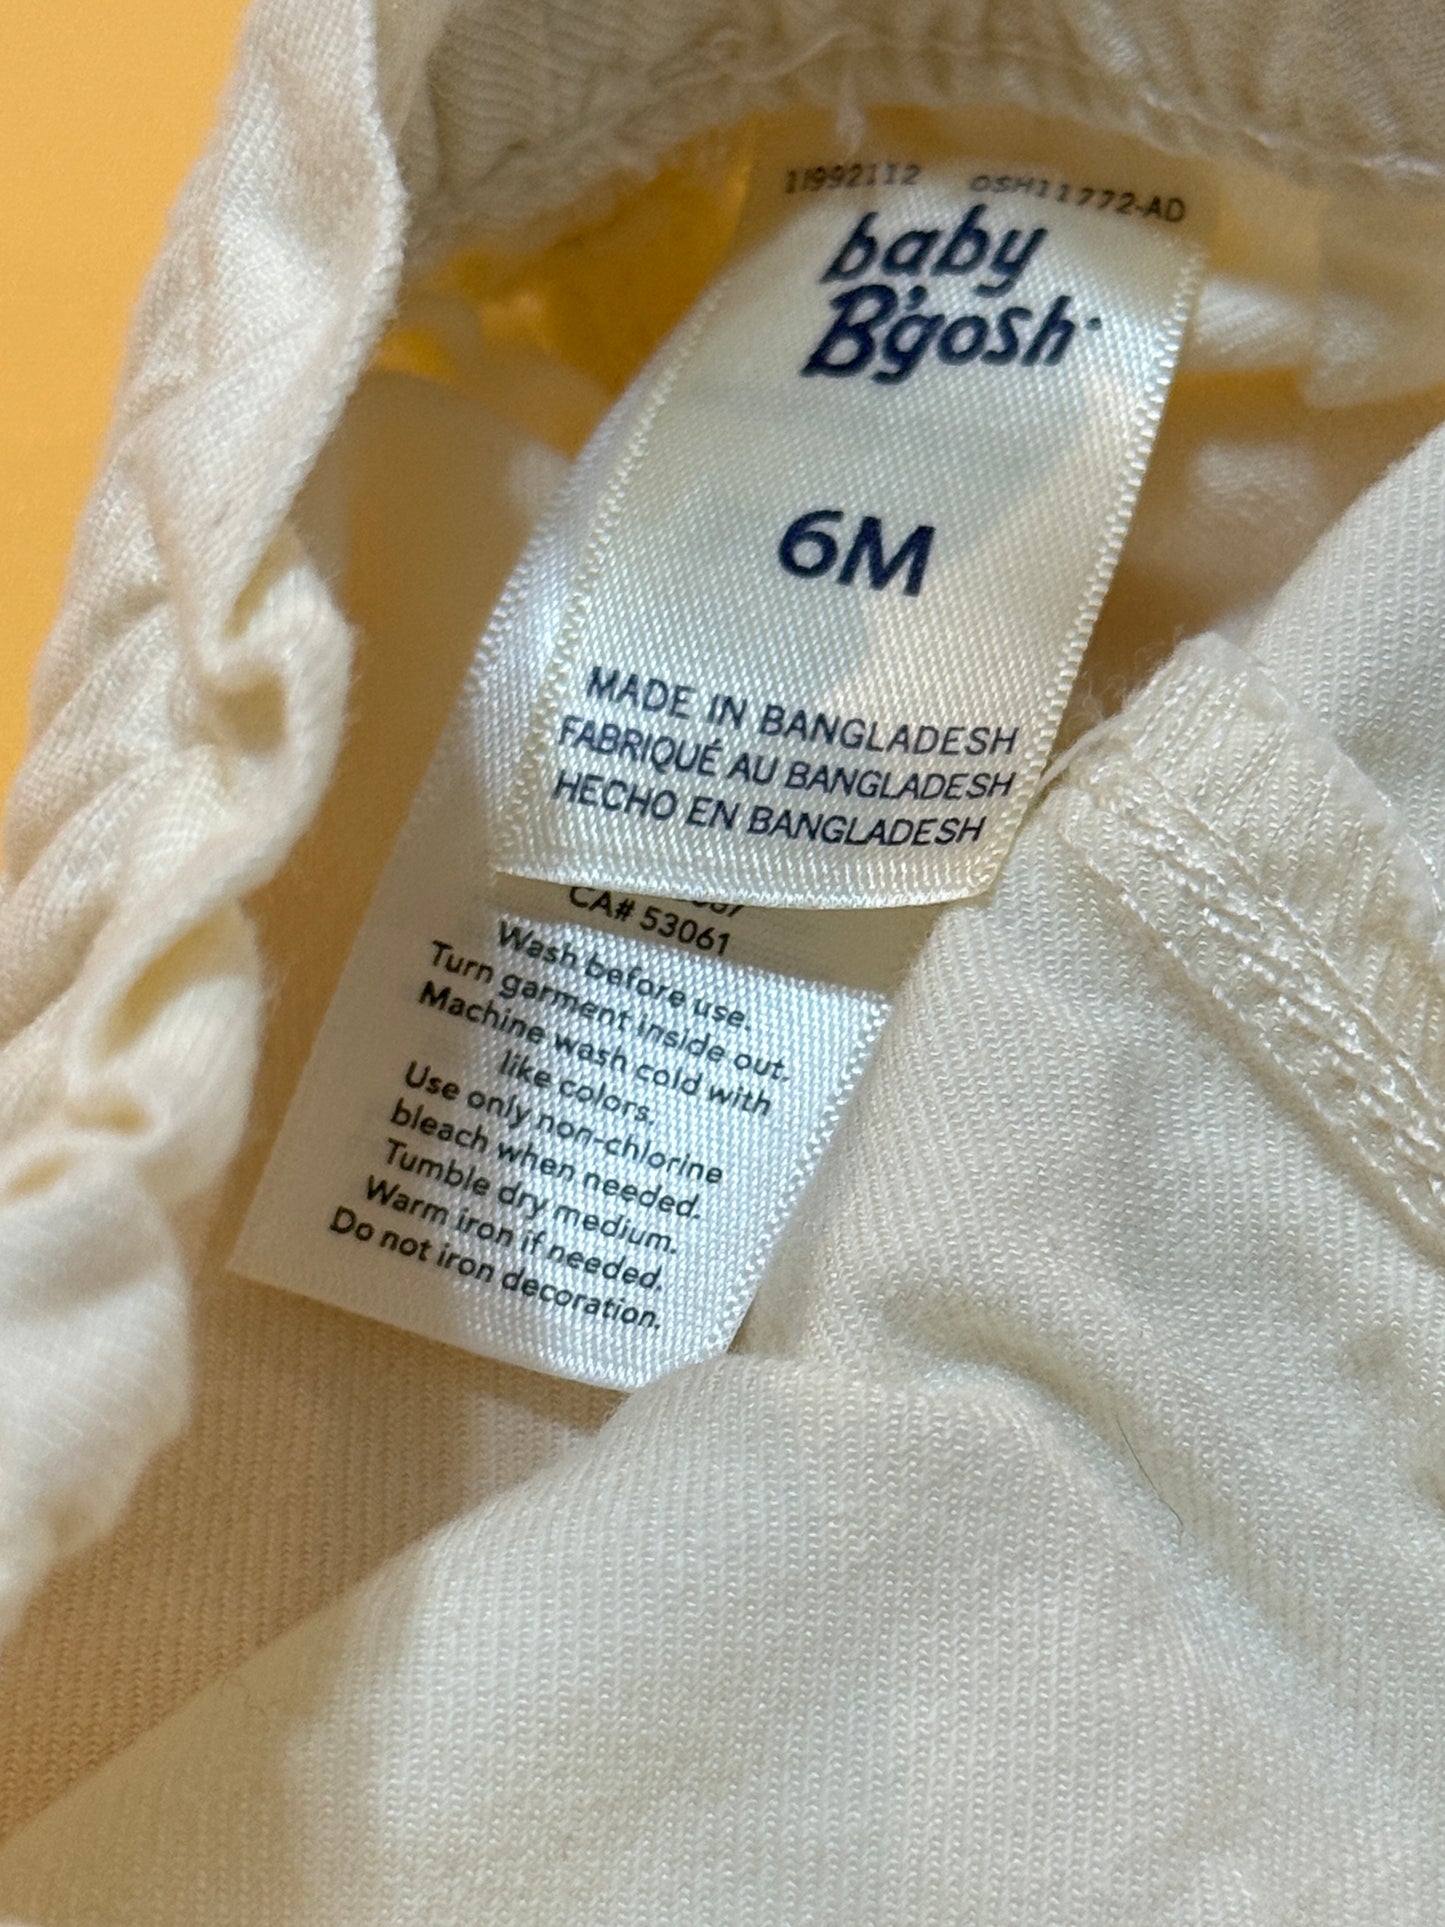 11992112 OSH11772-AD
baby
B'gosh
6M
MADE IN BANGLADESH
FABRIQUÉ AU BANGLADESH
HECHO EN BANGLADESH
CA# 53061
Wash before use.
Turn garment inside out.
Machine wash cold with
like colors.
Use only non-chlorine
bleach when needed.
Tumble dry medium.
Warm iron if needed.
Do not iron decoration.